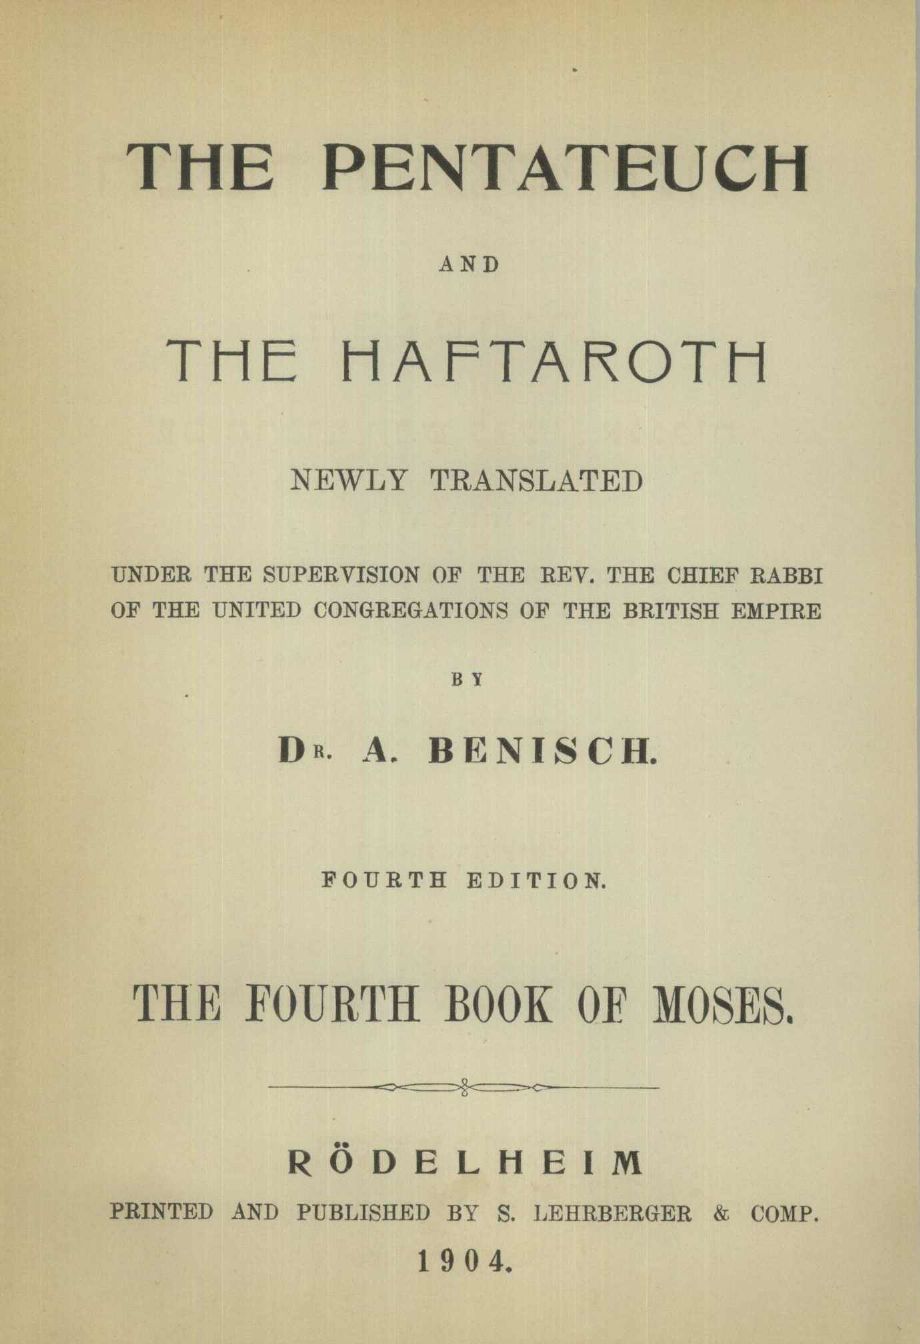 THE PENTATEUCH
AND
THE HAFTAROTH
NEWLY TRANSLATED
UNDER THE SUPERVISION OF THE REV. THE CHIEF RABBI
OF THE UNITED CONGREGATIONS OF THE BRITISH EMPIRE
BY
DR. A. BENISCH.
FOURTH EDITION.
THE FOURTH BOOK OF MOSES.
RÖDELHEIM
PRINTED AND PUBLISHED BY S. LEHRBERGER & COMP.
1904.